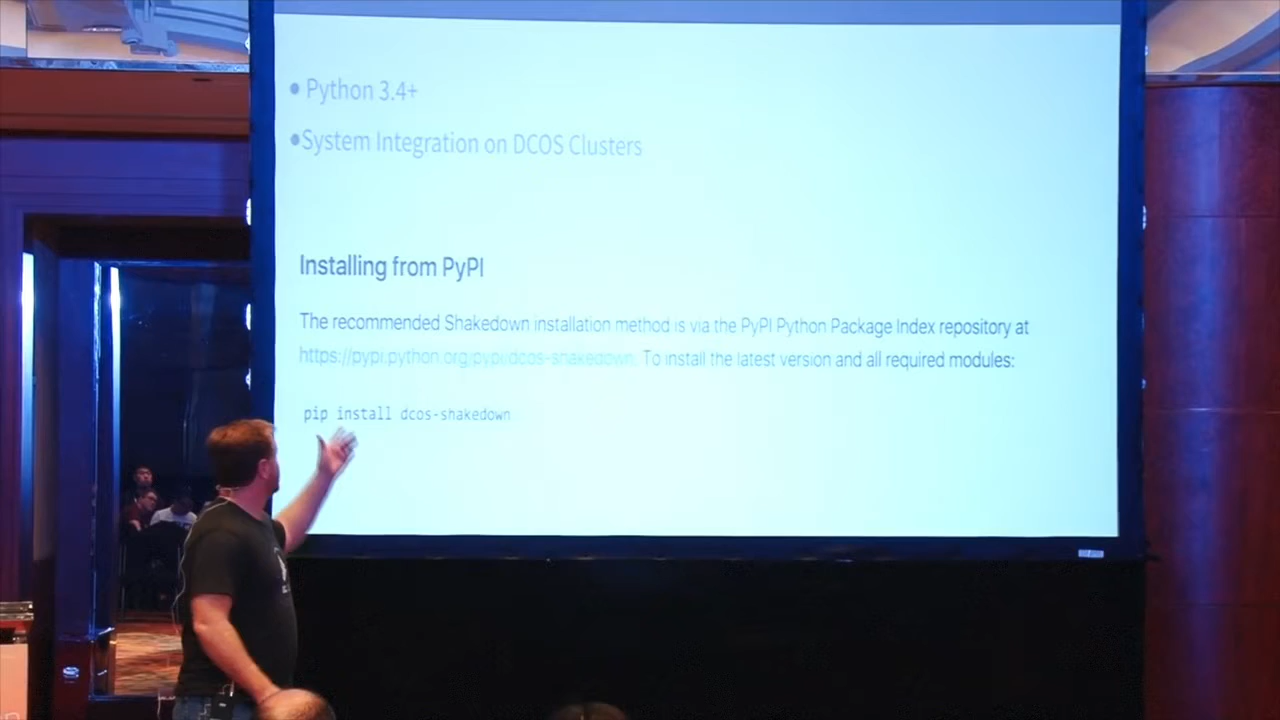 ● Python 3.4+
●System Integration on DCOS Clusters
Installing from PyPI
The recommended Shakedown installation method is via the PyPI Python Package Index repository at
https://pypi.python.org/pypi/dcos-shakedown. To install the latest version and all required modules:
pip install dcos-shakedown